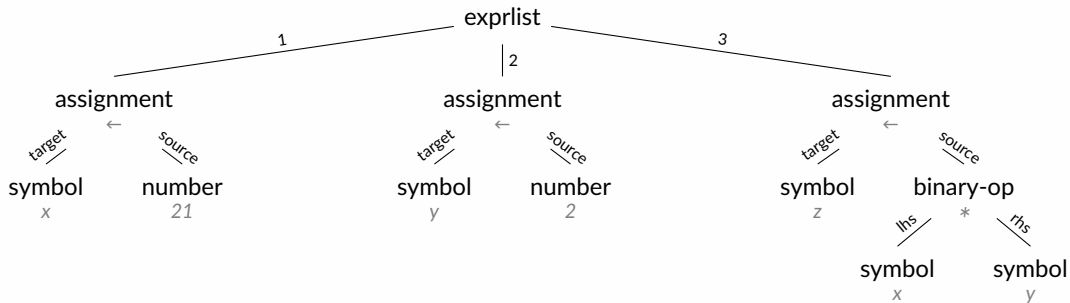 exprlist
1 2 3
assignment assignment assignment
← ← ←
target source target source target source
symbol number symbol number symbol binary-op
x 21 y 2 z *
lhs rhs
symbol symbol
x y